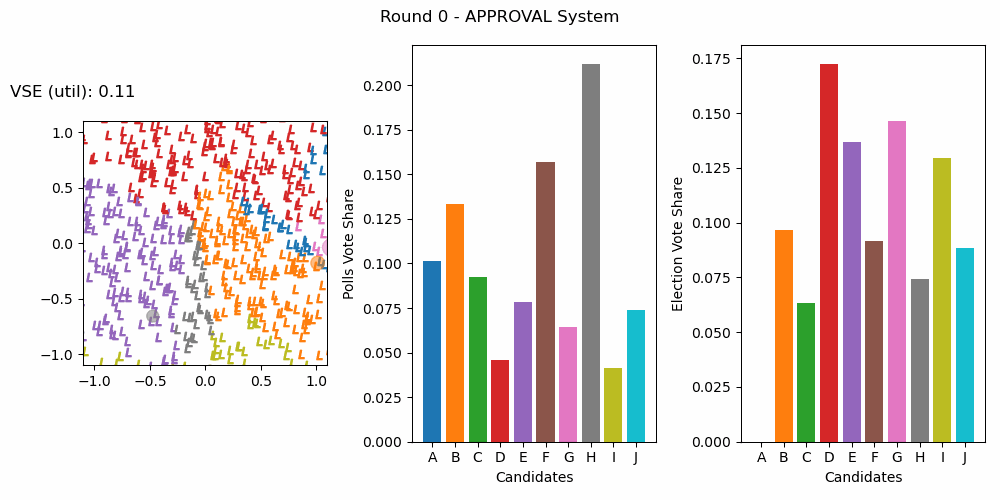 Round 0 - APPROVAL System
VSE (util): 0.11
1.0
0.5
0.0
−0.5
−1.0
−1.0 −0.5 0.0 0.5 1.0
Polls Vote Share
0.200
0.175
0.150
0.125
0.100
0.075
0.050
0.025
0.000
A B C D E F G H I J
Candidates
Election Vote Share
0.175
0.150
0.125
0.100
0.075
0.050
0.025
0.000
A B C D E F G H I J
Candidates